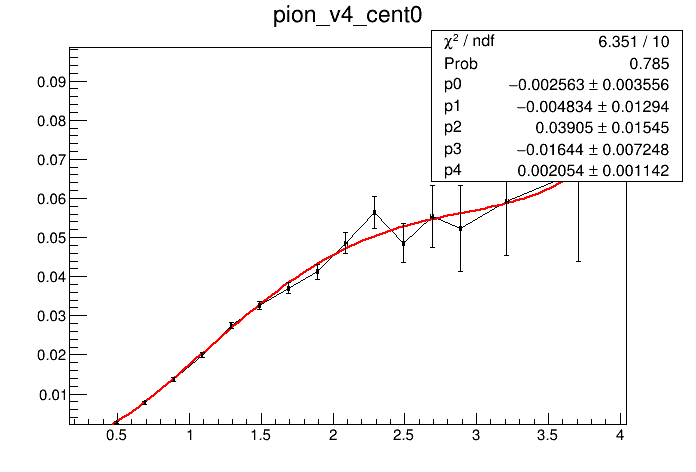 pion_v4_cent0
χ² / ndf 6.351 / 10
Prob 0.785
p0 −0.002563 ± 0.003556
p1 −0.004834 ± 0.01294
p2 0.03905 ± 0.01545
p3 −0.01644 ± 0.007248
p4 0.002054 ± 0.001142
0.09
0.08
0.07
0.06
0.05
0.04
0.03
0.02
0.01
0.5 1 1.5 2 2.5 3 3.5 4